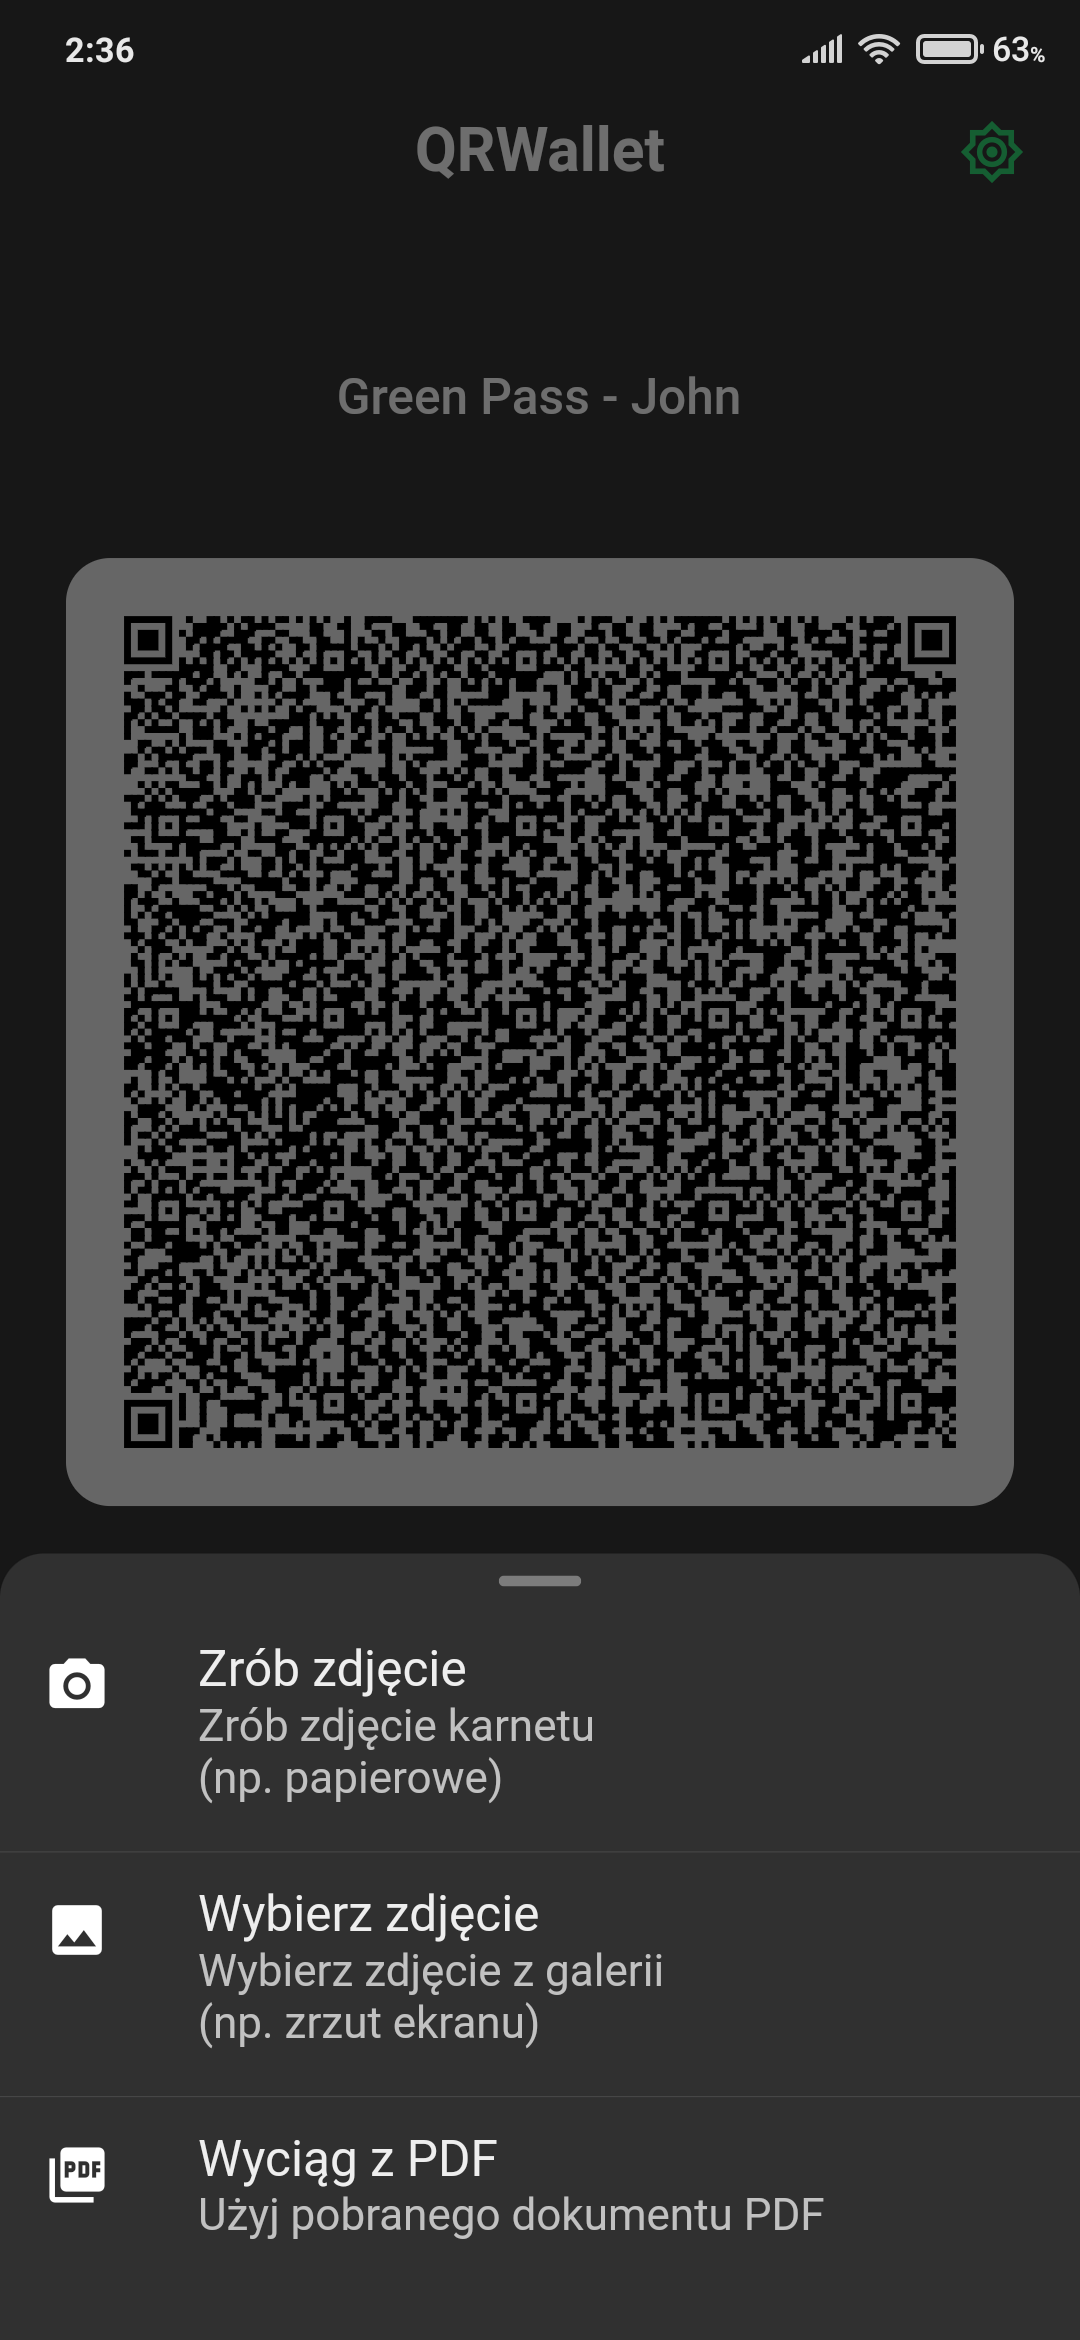 2:36
63%
QRWallet
Green Pass - John
Zrób zdjęcie
Zrób zdjęcie karnetu
(np. papierowe)
Wybierz zdjęcie
Wybierz zdjęcie z galerii
(np. zrzut ekranu)
PDF
Wyciąg z PDF
Użyj pobranego dokumentu PDF